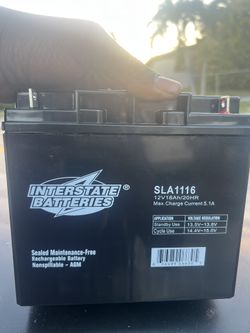 INTERSTATE
BATTERIES
Sealed Maintenance-Free
Rechargeable Battery
Nonspillable - AGM
SLA1116
12V18Ah/20HR
Max. Charge Current 5.1A
APPLICATION VOLTAGE REGULATION
Standby Use 13.5V~13.8V
Cycle Use 14.4V~15.0V